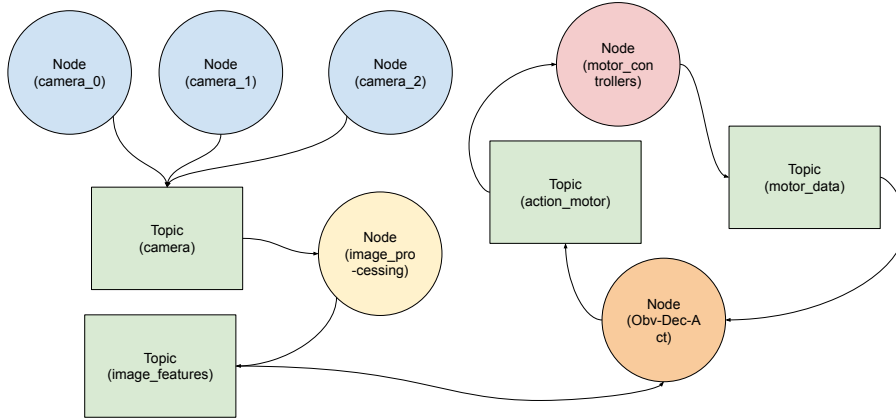 Node
(camera_0)
Node
(camera_1)
Node
(camera_2)
Node
(motor_con
trollers)
Topic
(action_motor)
Topic
(motor_data)
Topic
(camera)
Node
(image_pro
-cessing)
Node
(Obv-Dec-A
ct)
Topic
(image_features)